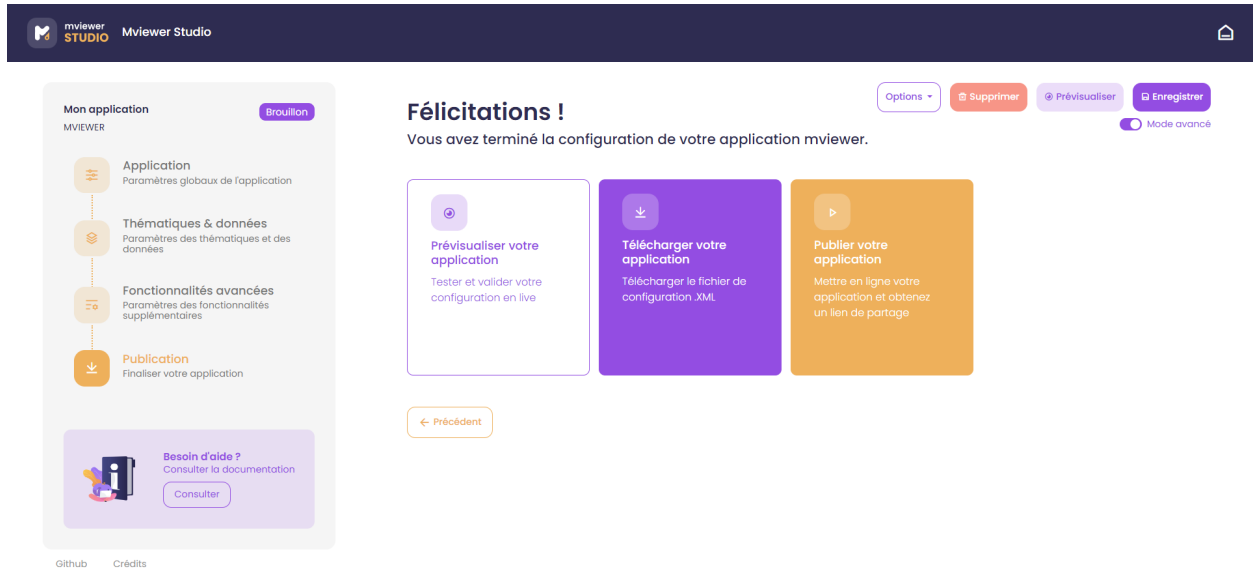 mviewer
STUDIO
Mviewer Studio
Mon application
Brouillon
MVIEWER
Application
Paramètres globaux de l'application
Thématiques & données
Paramètres des thématiques et des
données
Fonctionnalités avancées
Paramètres des fonctionnalités
supplémentaires
Publication
Finaliser votre application
Besoin d'aide ?
Consulter la documentation
Consulter
Github
Crédits
Options
Supprimer
Prévisualiser
Enregistrer
Mode avancé
Félicitations !
Vous avez terminé la configuration de votre application mviewer.
Prévisualiser votre
application
Tester et valider votre
configuration en live
Télécharger votre
application
Télécharger le fichier de
configuration .XML
Publier votre
application
Mettre en ligne votre
application et obtenez
un lien de partage
← Précédent